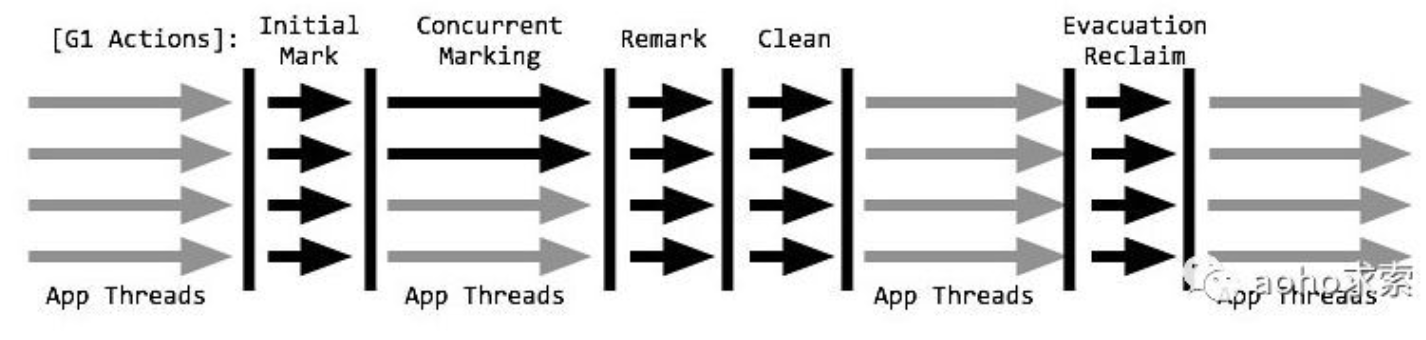 [G1 Actions]:
Initial
Mark
Concurrent
Marking
Remark
Clean
Evacuation
Reclaim
App Threads
App Threads
App Threads
App Threads
aoho求索